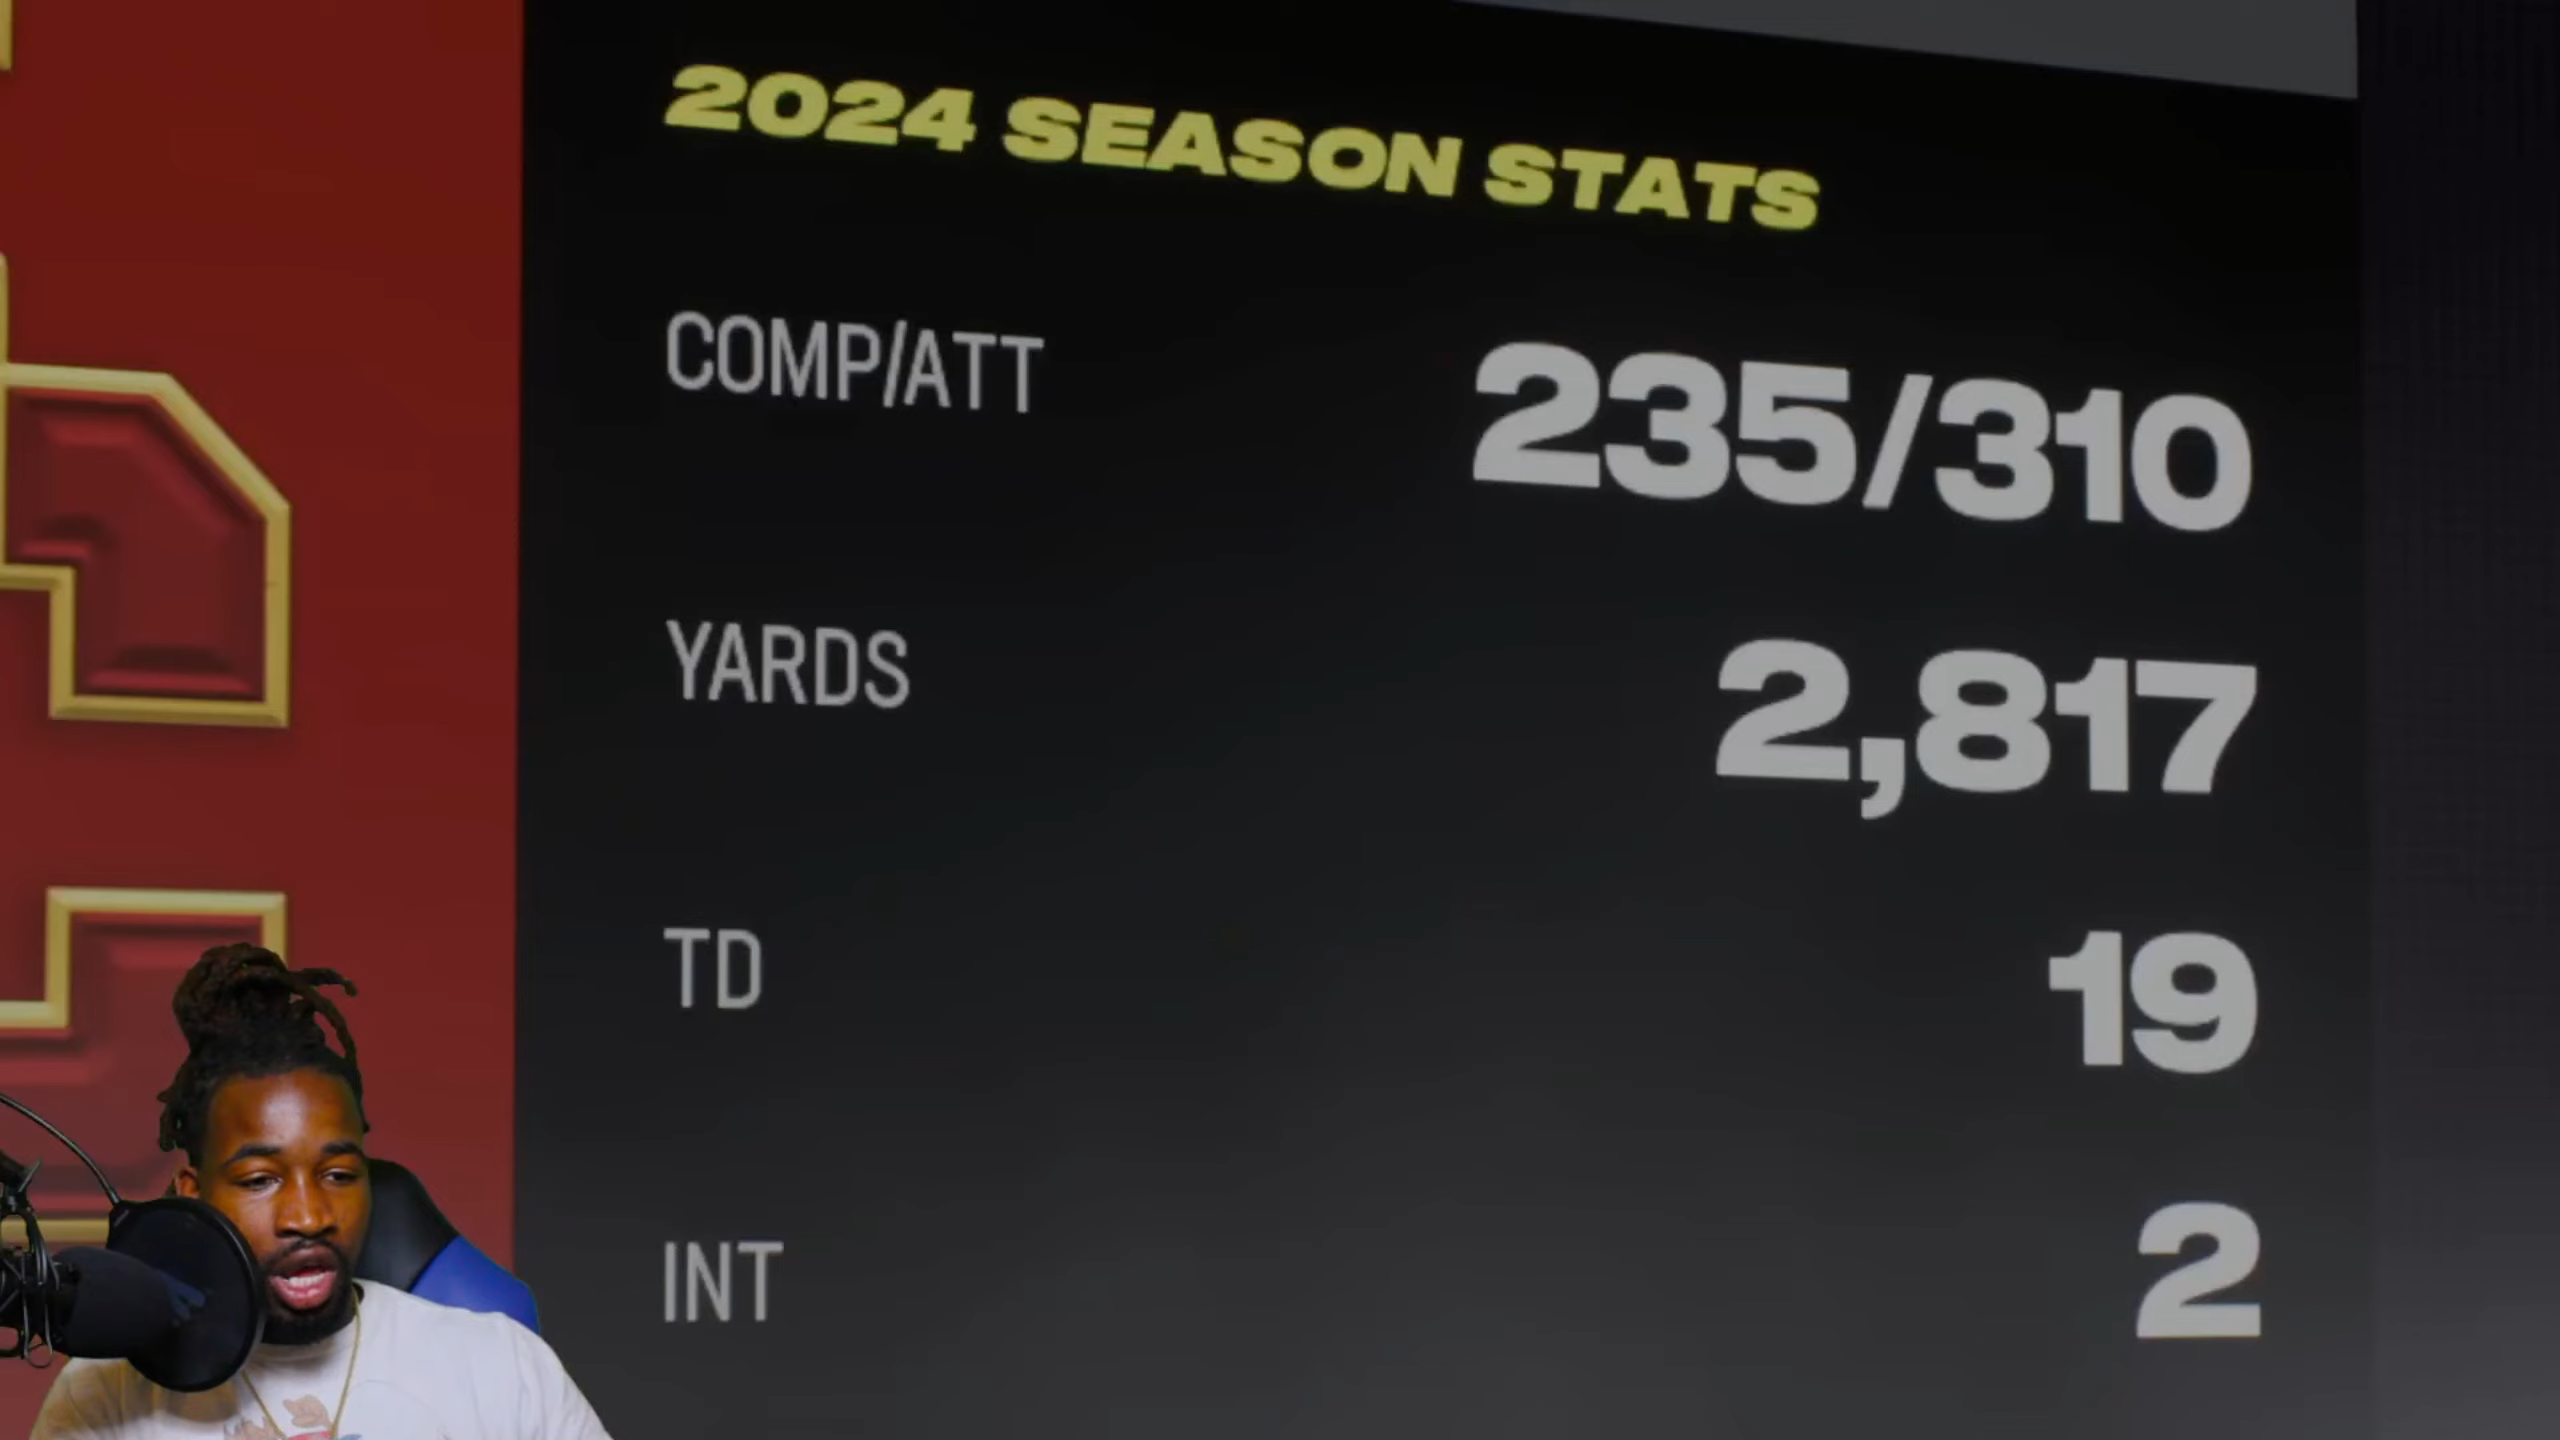 2024 SEASON STATS
COMP/ATT 235/310
YARDS 2,817
TD 19
INT 2